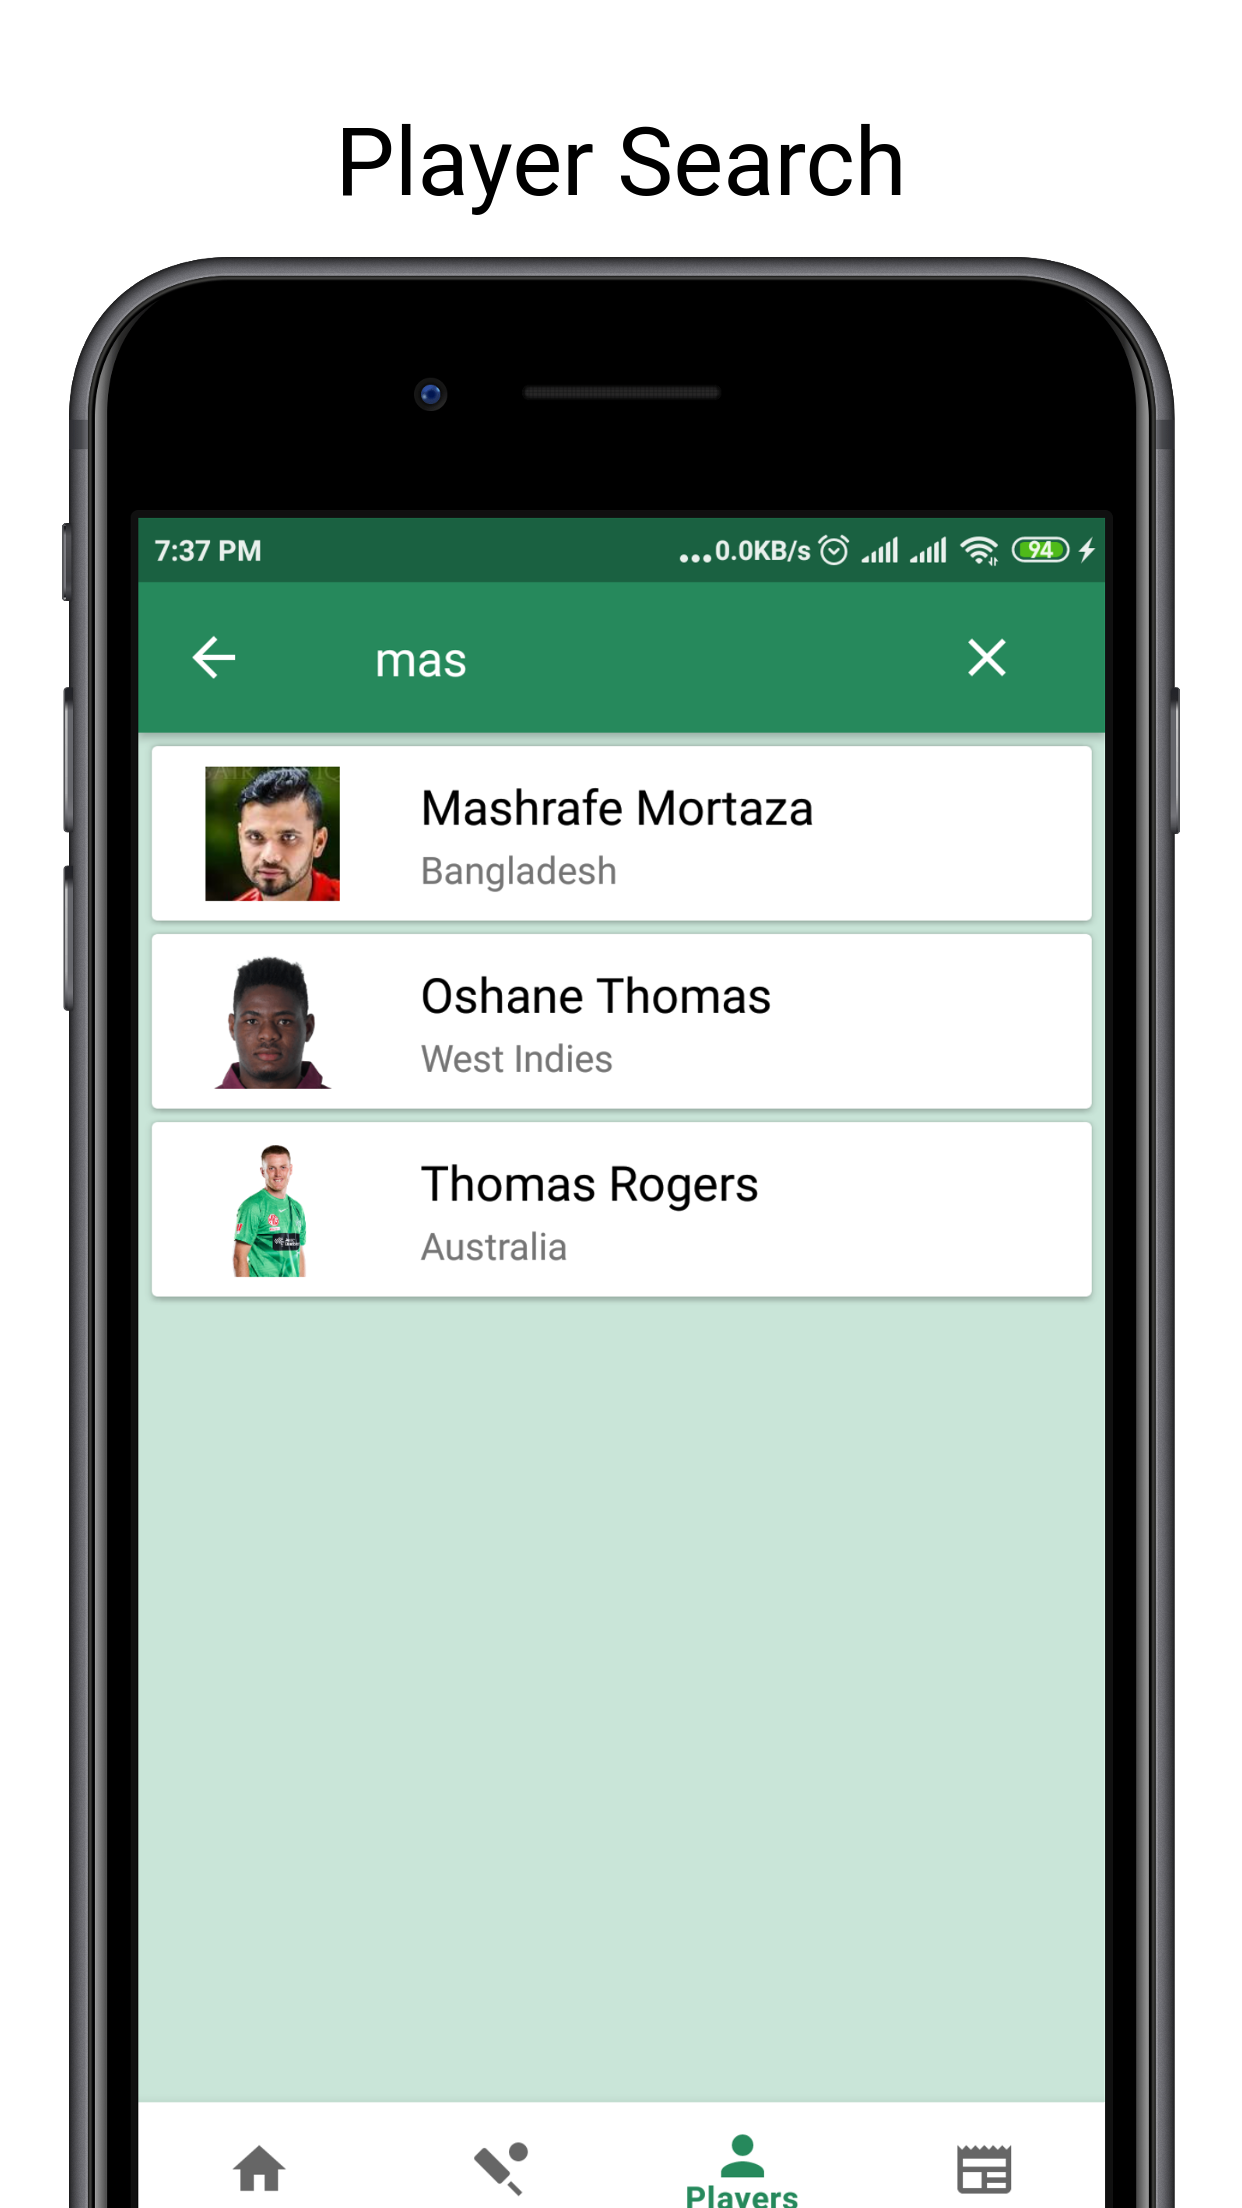 Player Search
7:37 PM ...0.0KB/s 94
mas
Mashrafe Mortaza
Bangladesh
Oshane Thomas
West Indies
Thomas Rogers
Australia
Players